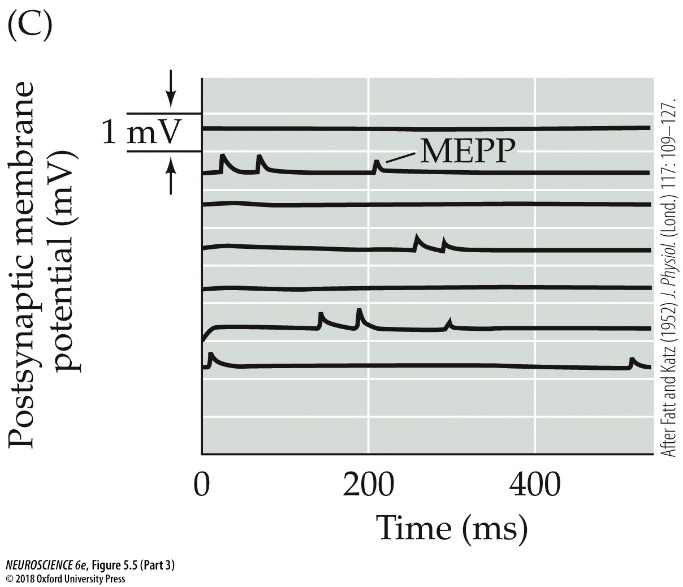 (C)
Postsynaptic membrane
potential (mV)
1 mV
MEPP
0
200
400
Time (ms)
After Fatt and Katz (1952) J. Physiol. (Lond.) 117: 109–127.
NEUROSCIENCE 6e, Figure 5.5 (Part 3)
© 2018 Oxford University Press